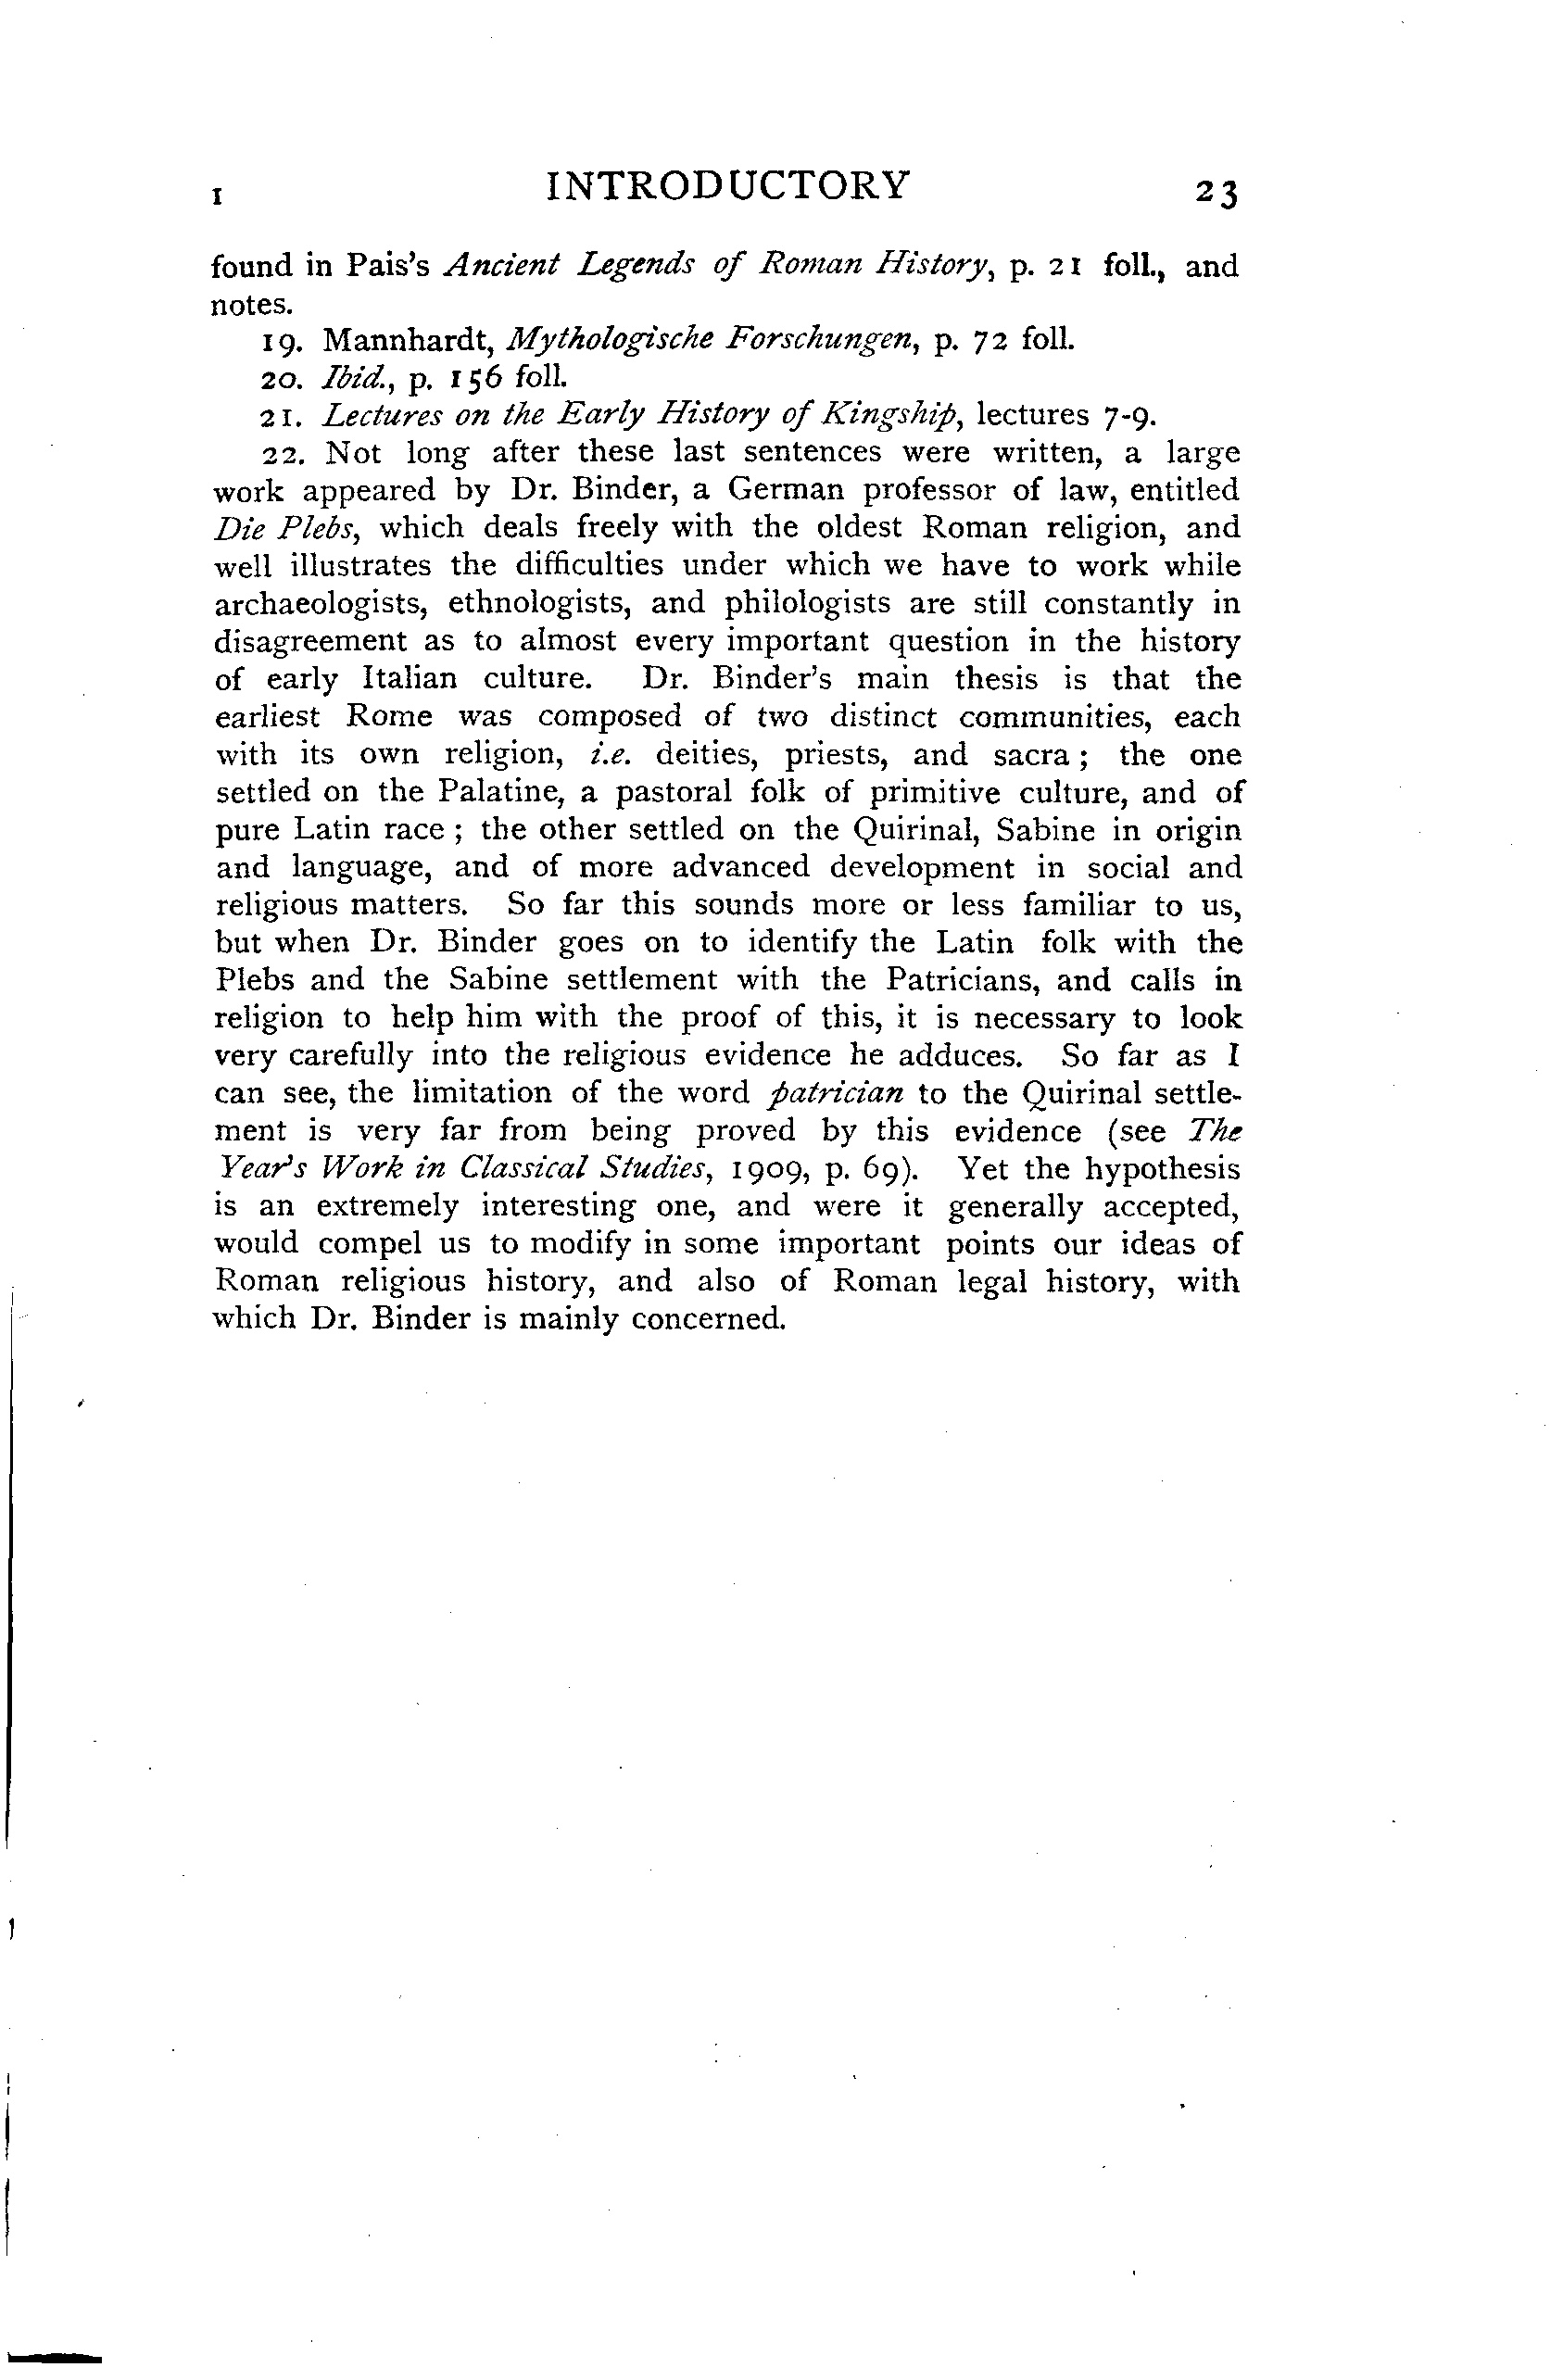 I INTRODUCTORY 23
found in Pais's Ancient Legends of Roman History, p. 21 foll., and
notes.
19. Mannhardt, Mythologische Forschungen, p. 72 foll.
20. Ibid., p. 156 foll.
21. Lectures on the Early History of Kingship, lectures 7-9.
22. Not long after these last sentences were written, a large
work appeared by Dr. Binder, a German professor of law, entitled
Die Plebs, which deals freely with the oldest Roman religion, and
well illustrates the difficulties under which we have to work while
archaeologists, ethnologists, and philologists are still constantly in
disagreement as to almost every important question in the history
of early Italian culture. Dr. Binder's main thesis is that the
earliest Rome was composed of two distinct communities, each
with its own religion, i.e. deities, priests, and sacra ; the one
settled on the Palatine, a pastoral folk of primitive culture, and of
pure Latin race ; the other settled on the Quirinal, Sabine in origin
and language, and of more advanced development in social and
religious matters. So far this sounds more or less familiar to us,
but when Dr. Binder goes on to identify the Latin folk with the
Plebs and the Sabine settlement with the Patricians, and calls in
religion to help him with the proof of this, it is necessary to look
very carefully into the religious evidence he adduces. So far as I
can see, the limitation of the word patrician to the Quirinal settle-
ment is very far from being proved by this evidence (see The
Year's Work in Classical Studies, 1909, p. 69). Yet the hypothesis
is an extremely interesting one, and were it generally accepted,
would compel us to modify in some important points our ideas of
Roman religious history, and also of Roman legal history, with
which Dr. Binder is mainly concerned.